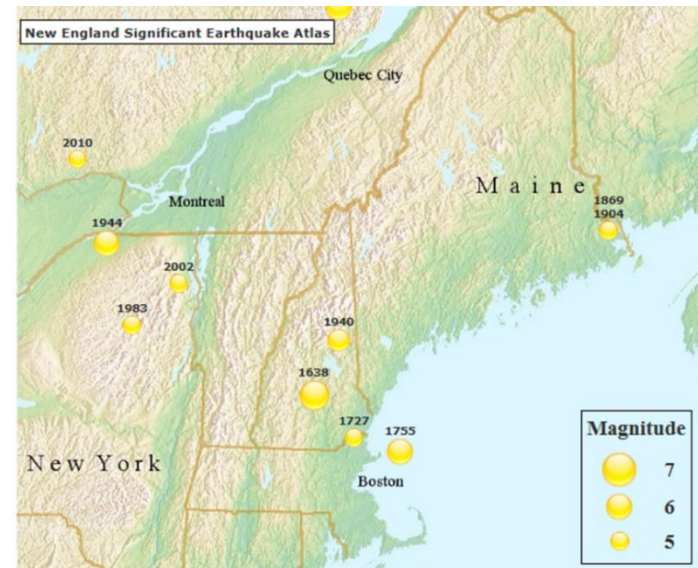 New England Significant Earthquake Atlas
Quebec City
2010
Maine
Montreal
1869
1904
1944
2002
1983
1940
1638
1727
1755
New York
Boston
Magnitude
7
6
5